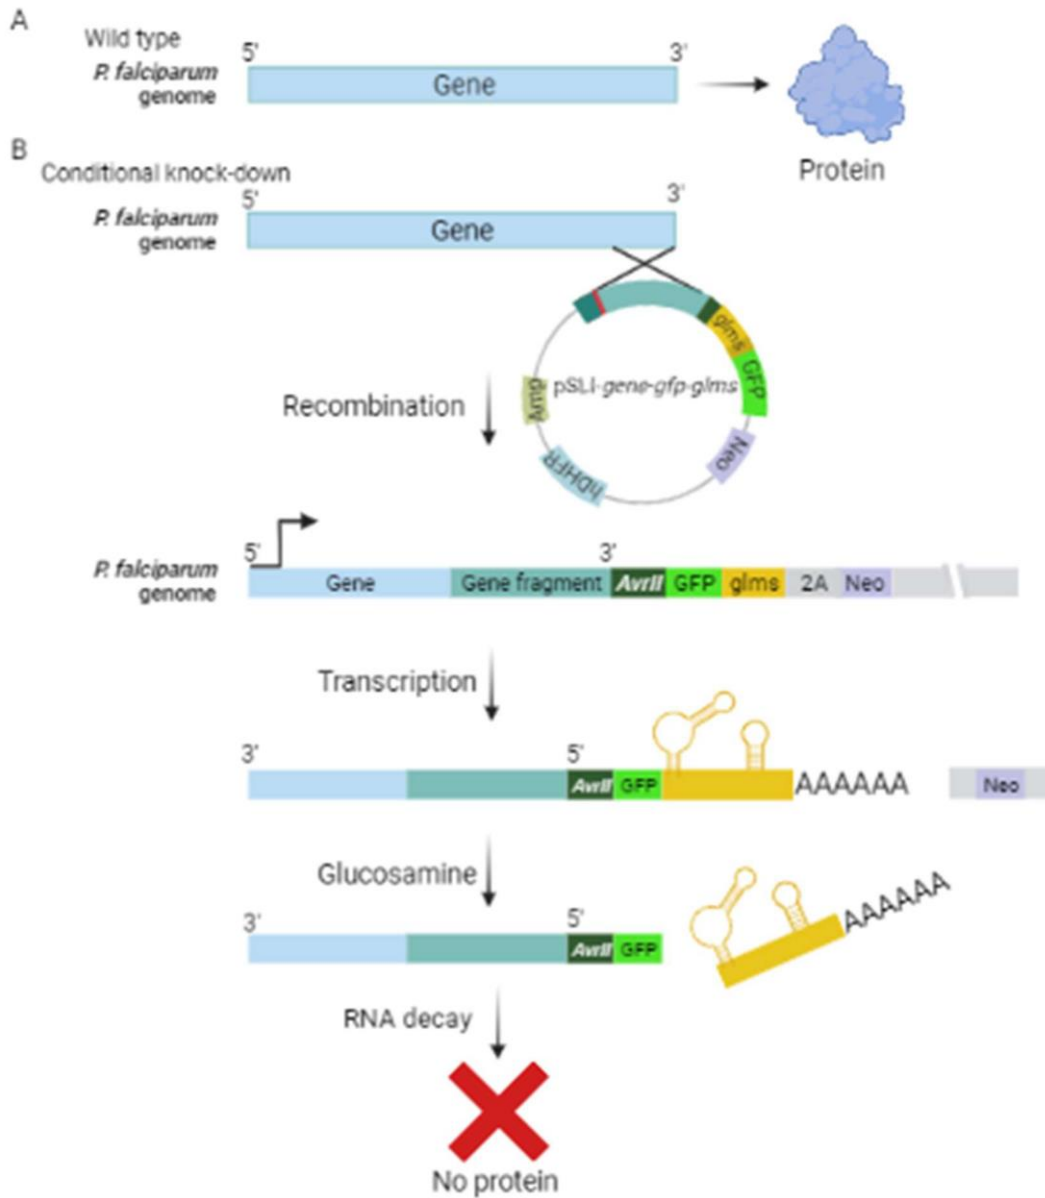 A
Wild type
5'
3'
P. falciparum
genome
Gene
Protein
B
Conditional knock-down
5'
3'
P. falciparum
genome
Gene
glms
GFP
pSLI-gene-gfp-glms
Amp
Neo
hDHFR
Recombination
5'
3'
P. falciparum
genome
Gene
Gene fragment
AvrII
GFP
glms
2A
Neo
Transcription
3'
5'
AvrII
GFP
AAAAAA
Neo
Glucosamine
3'
5'
AvrII
GFP
AAAAAA
RNA decay
No protein